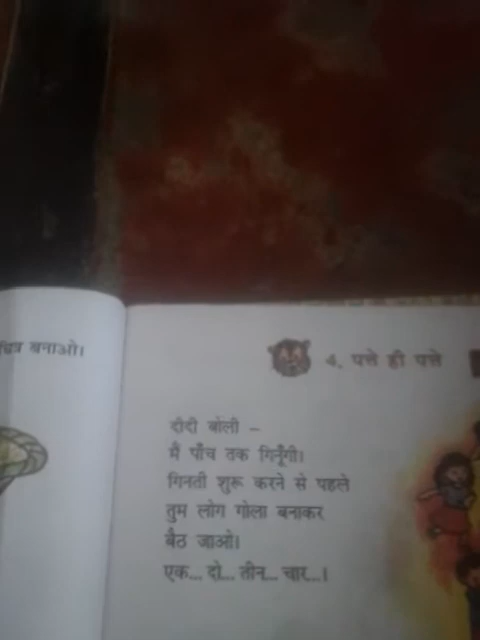 चित्र बनाओ।
4. पत्ते ही पत्ते
दीदी बोली –
मैं पाँच तक गिनूँगी।
गिनती शुरू करने से पहले
तुम लोग गोला बनाकर
बैठ जाओ।
एक... दो... तीन... चार...।